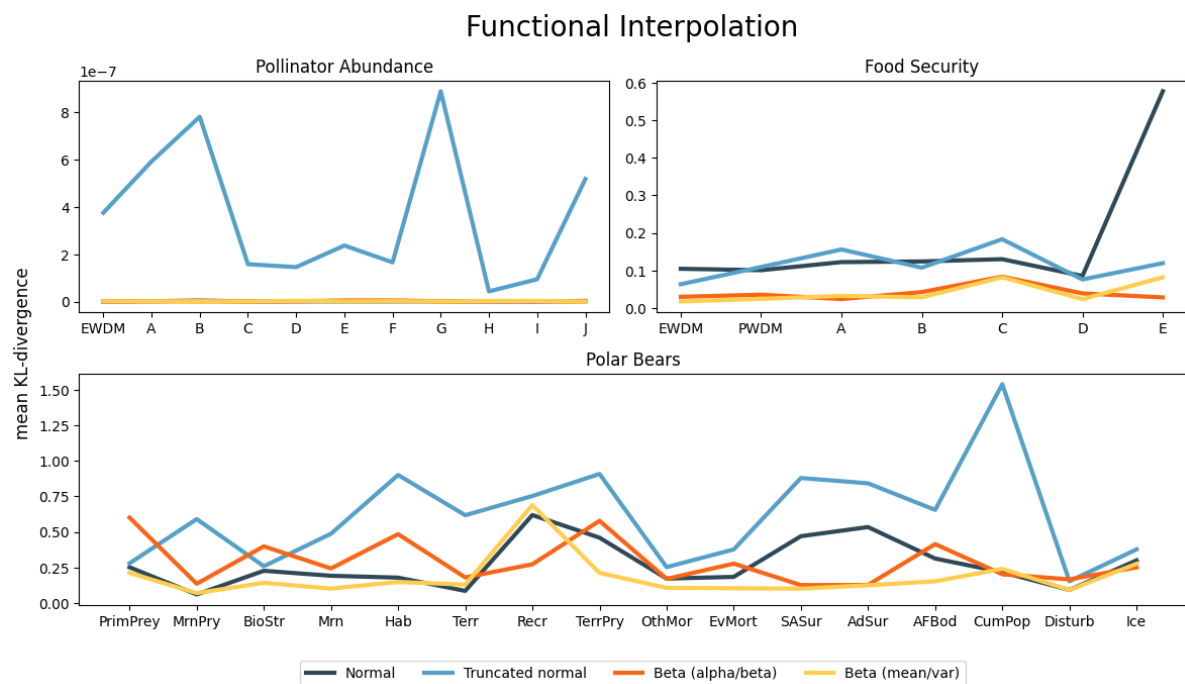 Functional Interpolation
Pollinator Abundance
1e−7
8
6
4
2
0
EWDM A B C D E F G H I J
Food Security
0.6
0.5
0.4
0.3
0.2
0.1
0.0
EWDM PWDM A B C D E
Polar Bears
mean KL-divergence
1.50
1.25
1.00
0.75
0.50
0.25
0.00
PrimPrey MrnPry BioStr Mrn Hab Terr Recr TerrPry OthMor EvMort SASur AdSur AFBod CumPop Disturb Ice
Normal Truncated normal Beta (alpha/beta) Beta (mean/var)